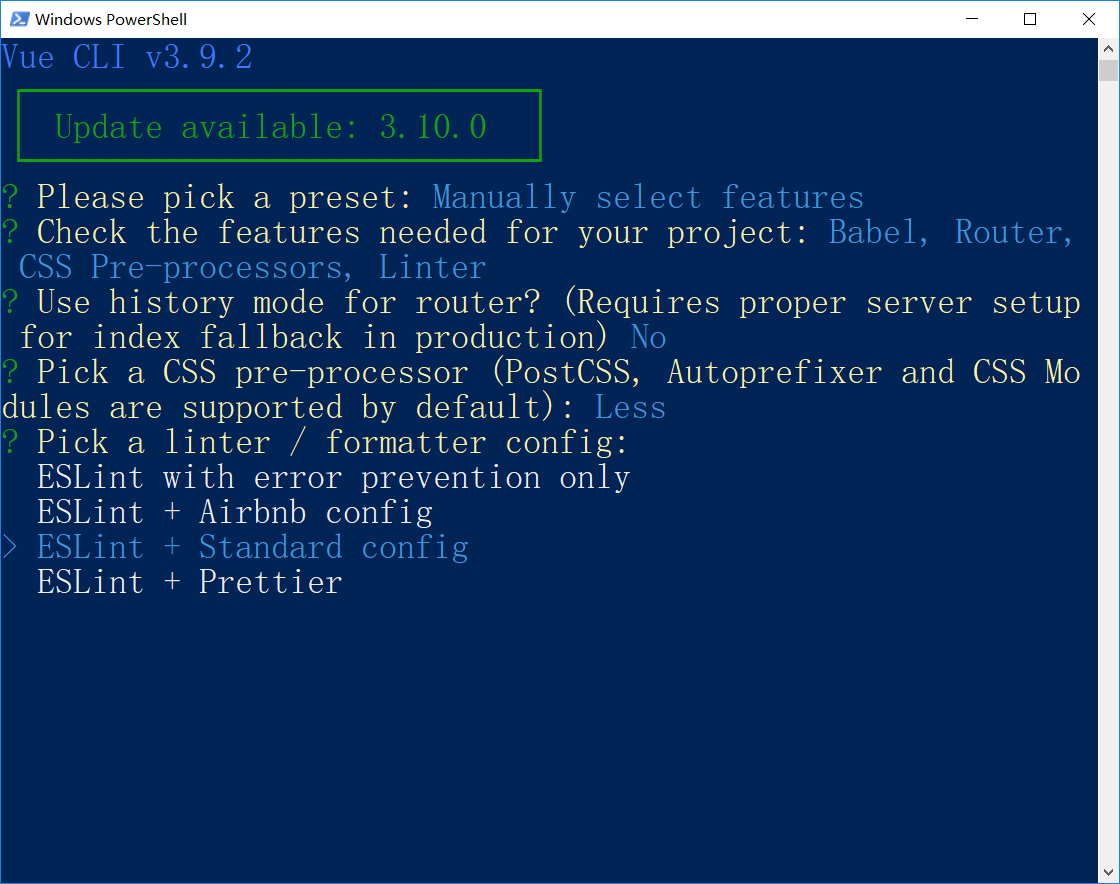 Windows PowerShell
Vue CLI v3.9.2
Update available: 3.10.0
? Please pick a preset: Manually select features
? Check the features needed for your project: Babel, Router,
CSS Pre-processors, Linter
? Use history mode for router? (Requires proper server setup
for index fallback in production) No
? Pick a CSS pre-processor (PostCSS, Autoprefixer and CSS Mo
dules are supported by default): Less
? Pick a linter / formatter config:
ESLint with error prevention only
ESLint + Airbnb config
> ESLint + Standard config
ESLint + Prettier